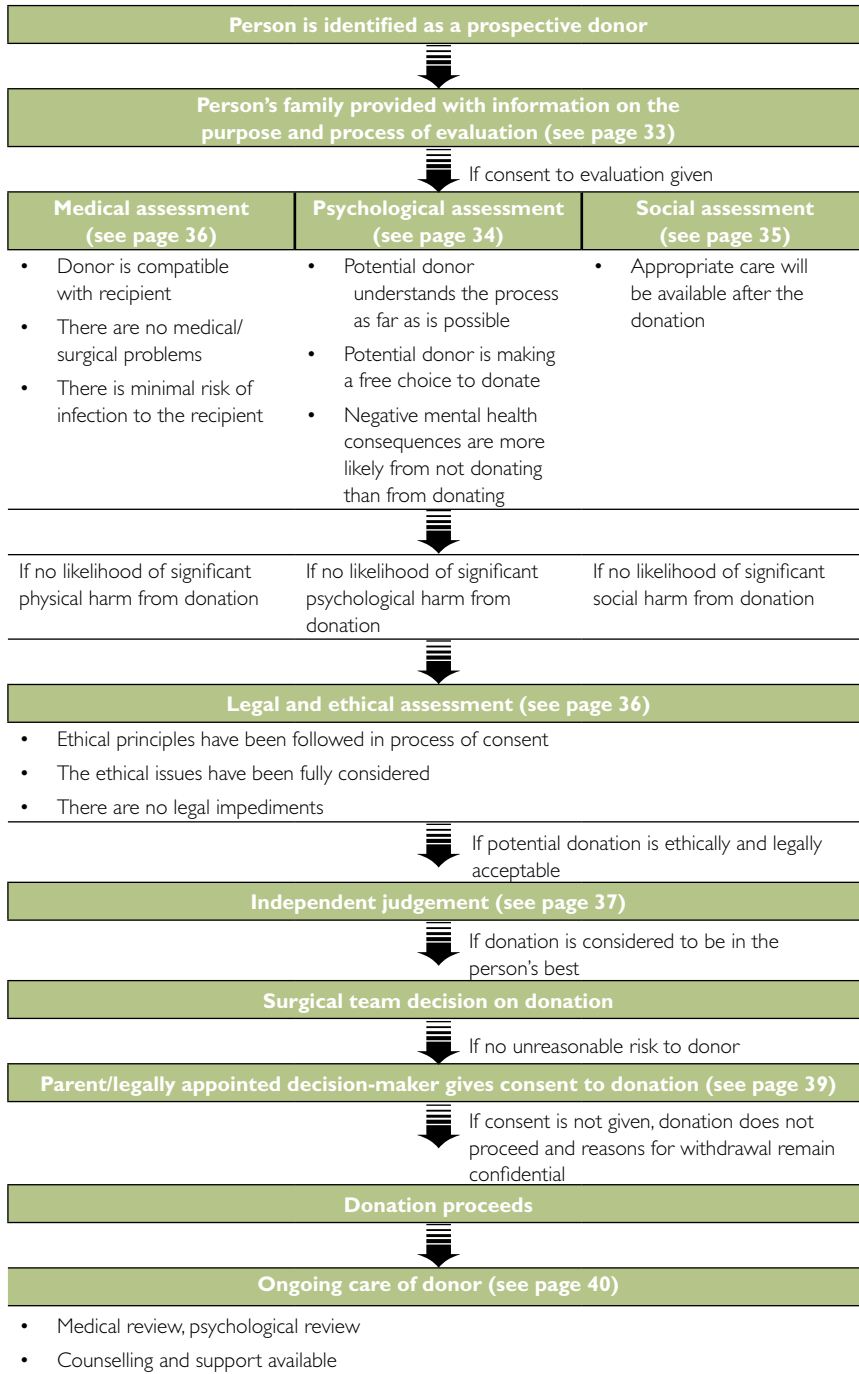 Person is identified as a prospective donor
Person's family provided with information on the
purpose and process of evaluation (see page 33)
If consent to evaluation given
Medical assessment
(see page 36)
• Donor is compatible
with recipient
• There are no medical/
surgical problems
• There is minimal risk of
infection to the recipient
Psychological assessment
(see page 34)
• Potential donor
understands the process
as far as is possible
• Potential donor is making
a free choice to donate
• Negative mental health
consequences are more
likely from not donating
than from donating
Social assessment
(see page 35)
• Appropriate care will
be available after the
donation
If no likelihood of significant
physical harm from donation
If no likelihood of significant
psychological harm from
donation
If no likelihood of significant
social harm from donation
Legal and ethical assessment (see page 36)
• Ethical principles have been followed in process of consent
• The ethical issues have been fully considered
• There are no legal impediments
If potential donation is ethically and legally
acceptable
Independent judgement (see page 37)
If donation is considered to be in the
person's best
Surgical team decision on donation
If no unreasonable risk to donor
Parent/legally appointed decision-maker gives consent to donation (see page 39)
If consent is not given, donation does not
proceed and reasons for withdrawal remain
confidential
Donation proceeds
Ongoing care of donor (see page 40)
• Medical review, psychological review
• Counselling and support available